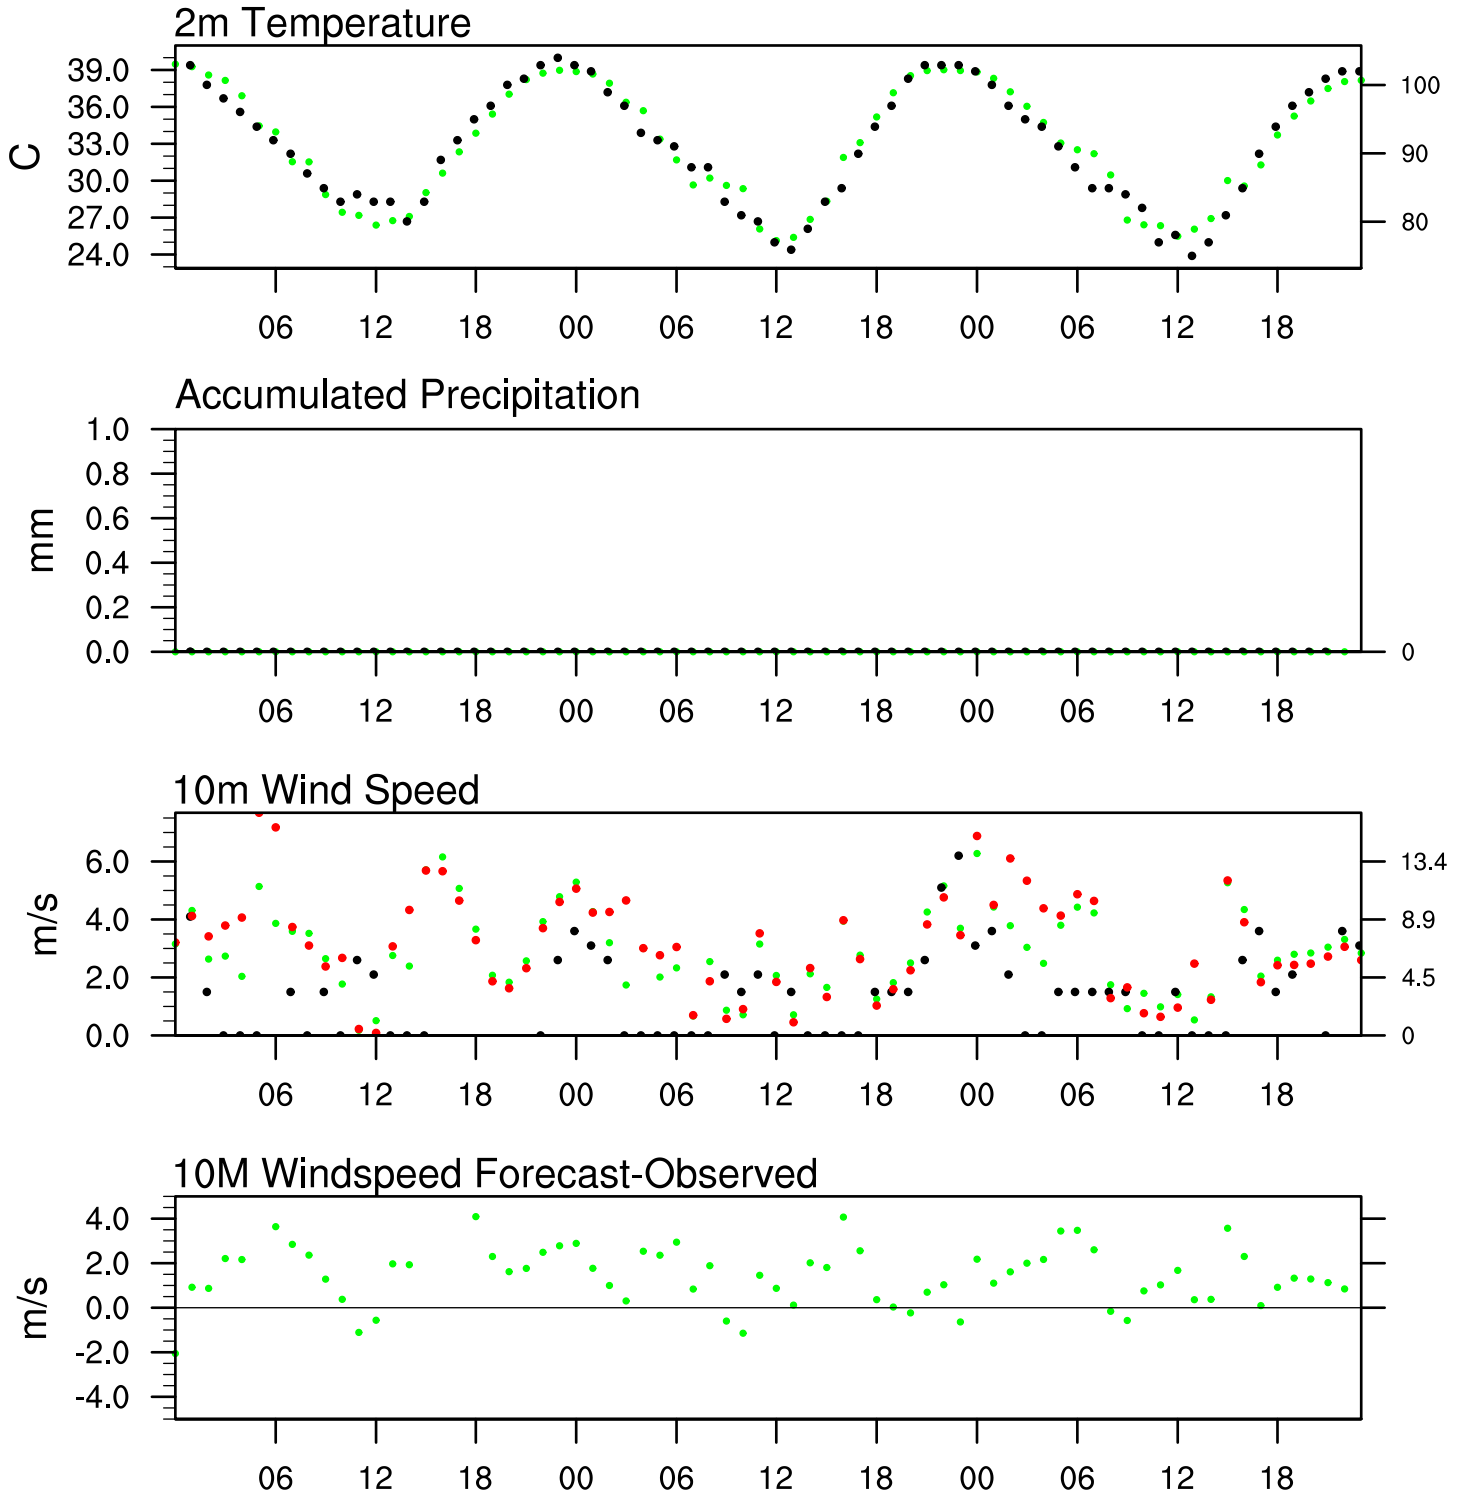 2m Temperature
39.0
36.0
33.0
30.0
27.0
24.0
C
100
90
80
06 12 18 00 06 12 18 00 06 12 18
Accumulated Precipitation
1.0
0.8
0.6
0.4
0.2
0.0
mm
0
06 12 18 00 06 12 18 00 06 12 18
10m Wind Speed
6.0
4.0
2.0
0.0
m/s
13.4
8.9
4.5
0
06 12 18 00 06 12 18 00 06 12 18
10M Windspeed Forecast-Observed
4.0
2.0
0.0
-2.0
-4.0
m/s
06 12 18 00 06 12 18 00 06 12 18